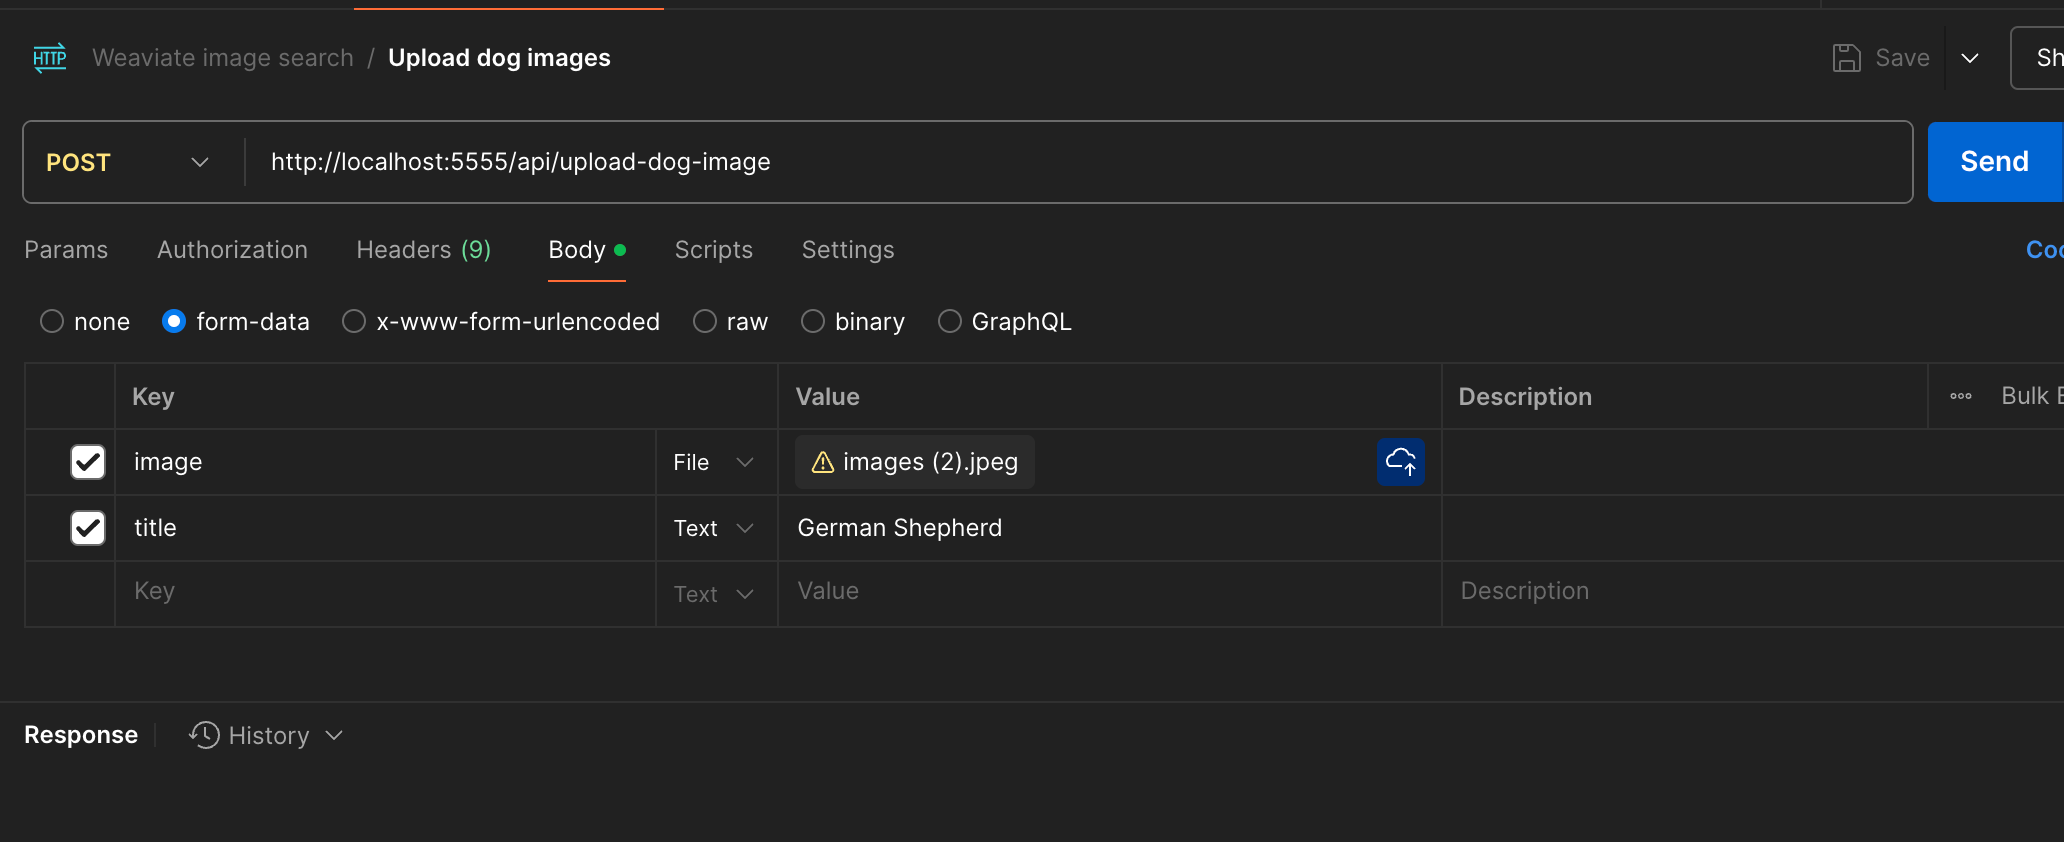 HTTP Weaviate image search / Upload dog images Save Sh
POST http://localhost:5555/api/upload-dog-image Send
Params Authorization Headers (9) Body Scripts Settings Coo
none form-data x-www-form-urlencoded raw binary GraphQL
Key Value Description Bulk E
image File images (2).jpeg
title Text German Shepherd
Key Text Value Description
Response History